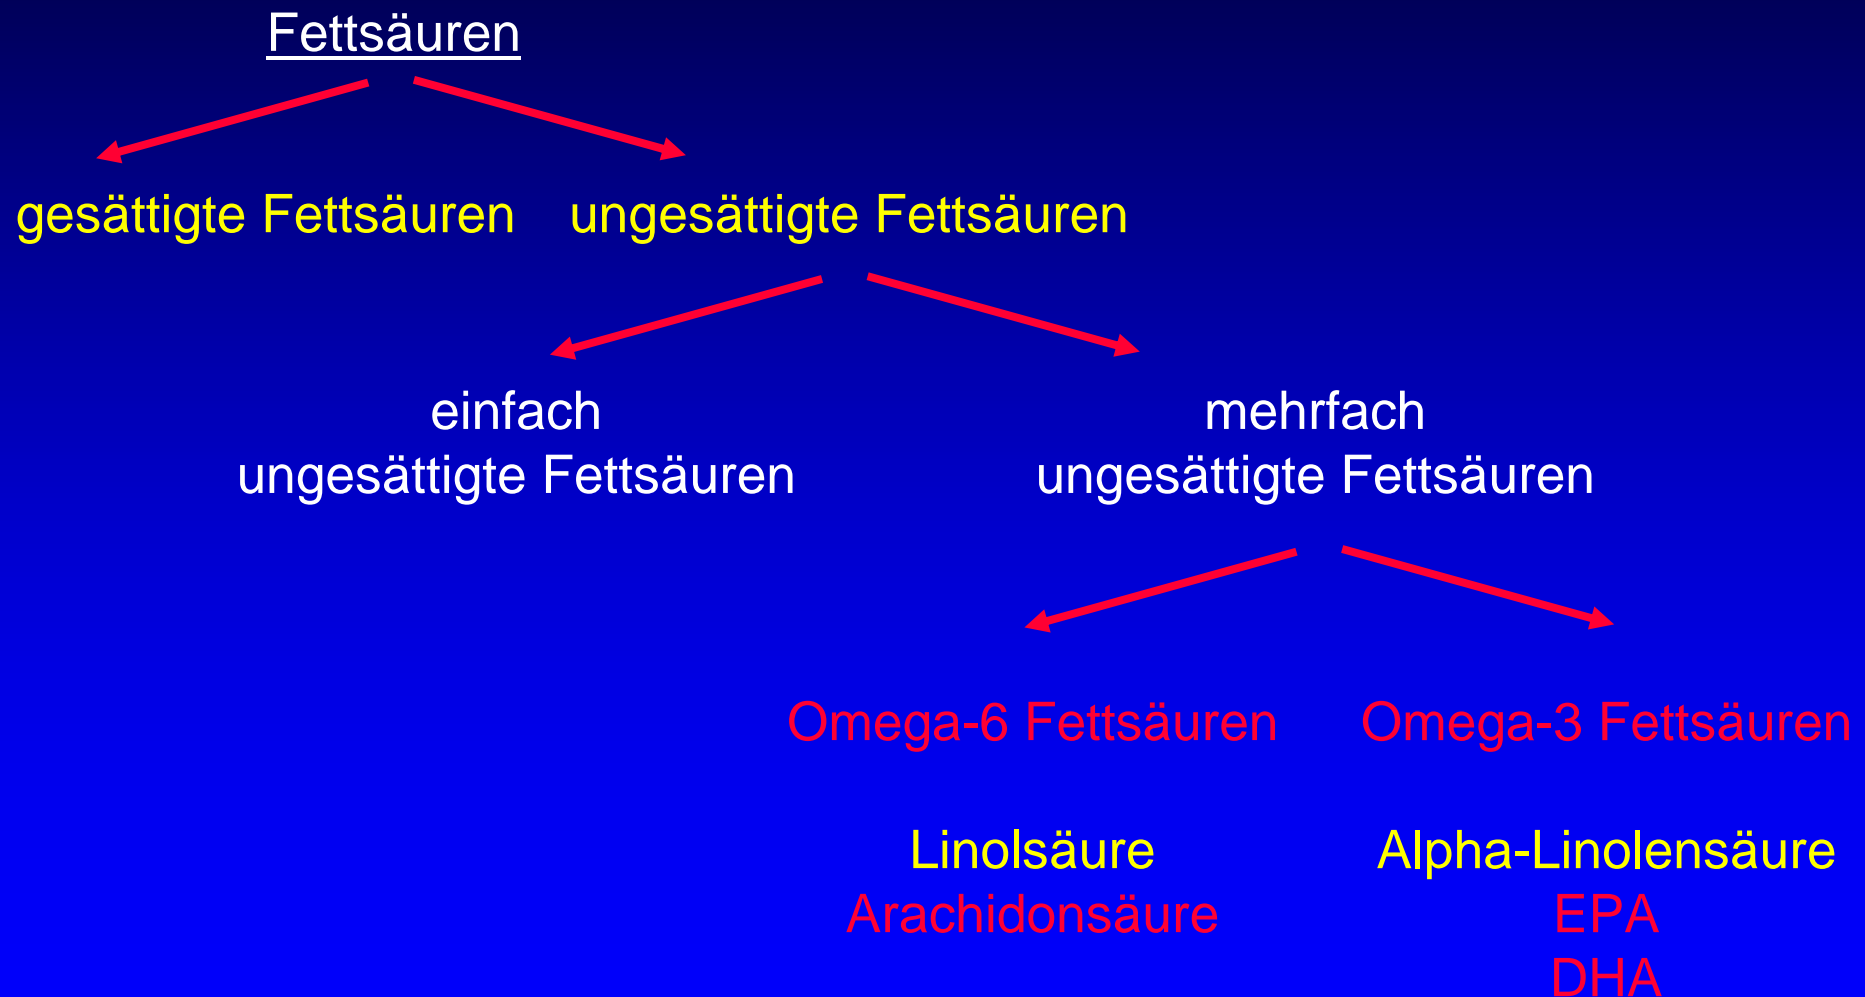 Fettsäuren
gesättigte Fettsäuren ungesättigte Fettsäuren
einfach
ungesättigte Fettsäuren
mehrfach
ungesättigte Fettsäuren
Omega-6 Fettsäuren
Linolsäure
Arachidonsäure
Omega-3 Fettsäuren
Alpha-Linolensäure
EPA
DHA